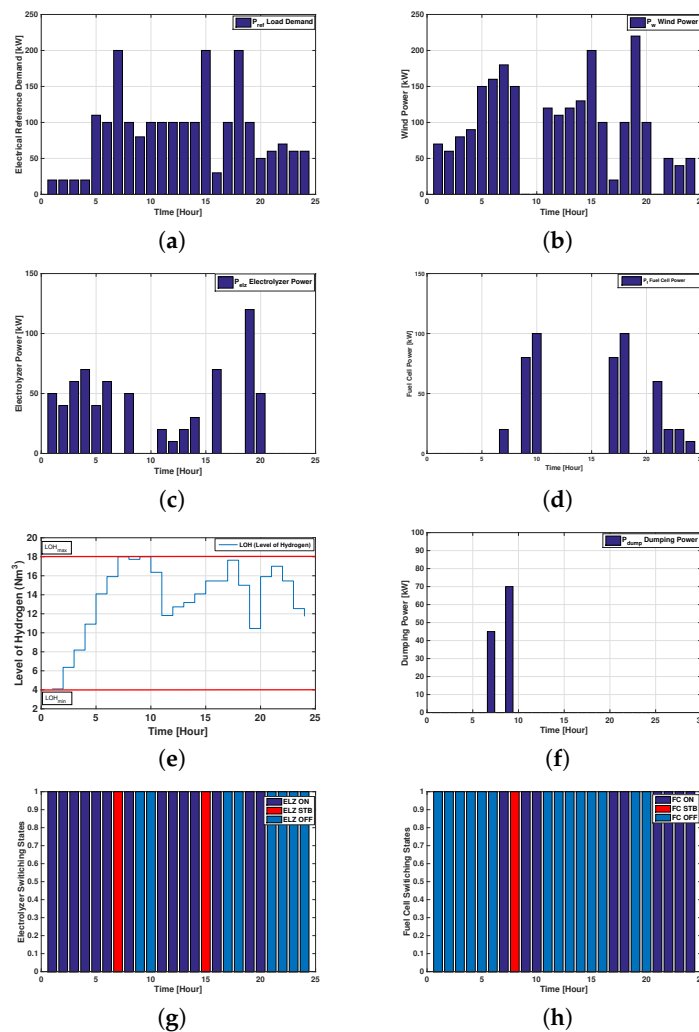 P_ref Load Demand
Electrical Reference Demand [kW]
250
200
150
100
50
0
0 5 10 15 20 25
TIme [Hour]
(a)
P_w Wind Power
Wind Power [kW]
250
200
150
100
50
0
0 5 10 15 20 25
Time [Hour]
(b)
P_elz Electrolyzer Power
Electrolyzer Power [kW]
150
100
50
0
0 5 10 15 20 25
Time [Hour]
(c)
P_f Fuel Cell Power
Fuel Cell Power [kW]
150
100
50
0
0 5 10 15 20 25
Time [Hour]
(d)
LOH (Level of Hydrogen)
LOH_max
LOH_min
Level of Hydrogen (Nm³)
20
18
16
14
12
10
8
6
4
2
0 5 10 15 20 25
Time [Hour]
(e)
P_dump Dumping Power
Dumping Power [kW]
100
90
80
70
60
50
40
30
20
10
0
0 5 10 15 20 25 30
Time [Hour]
(f)
ELZ ON
ELZ STB
ELZ OFF
Electrolyzer Switiching States
1
0.9
0.8
0.7
0.6
0.5
0.4
0.3
0.2
0.1
0
0 5 10 15 20 25
Time [Hour]
(g)
FC ON
FC STB
FC OFF
Fuel Cell Switiching States
1
0.9
0.8
0.7
0.6
0.5
0.4
0.3
0.2
0.1
0
0 5 10 15 20
Time [Hour]
(h)